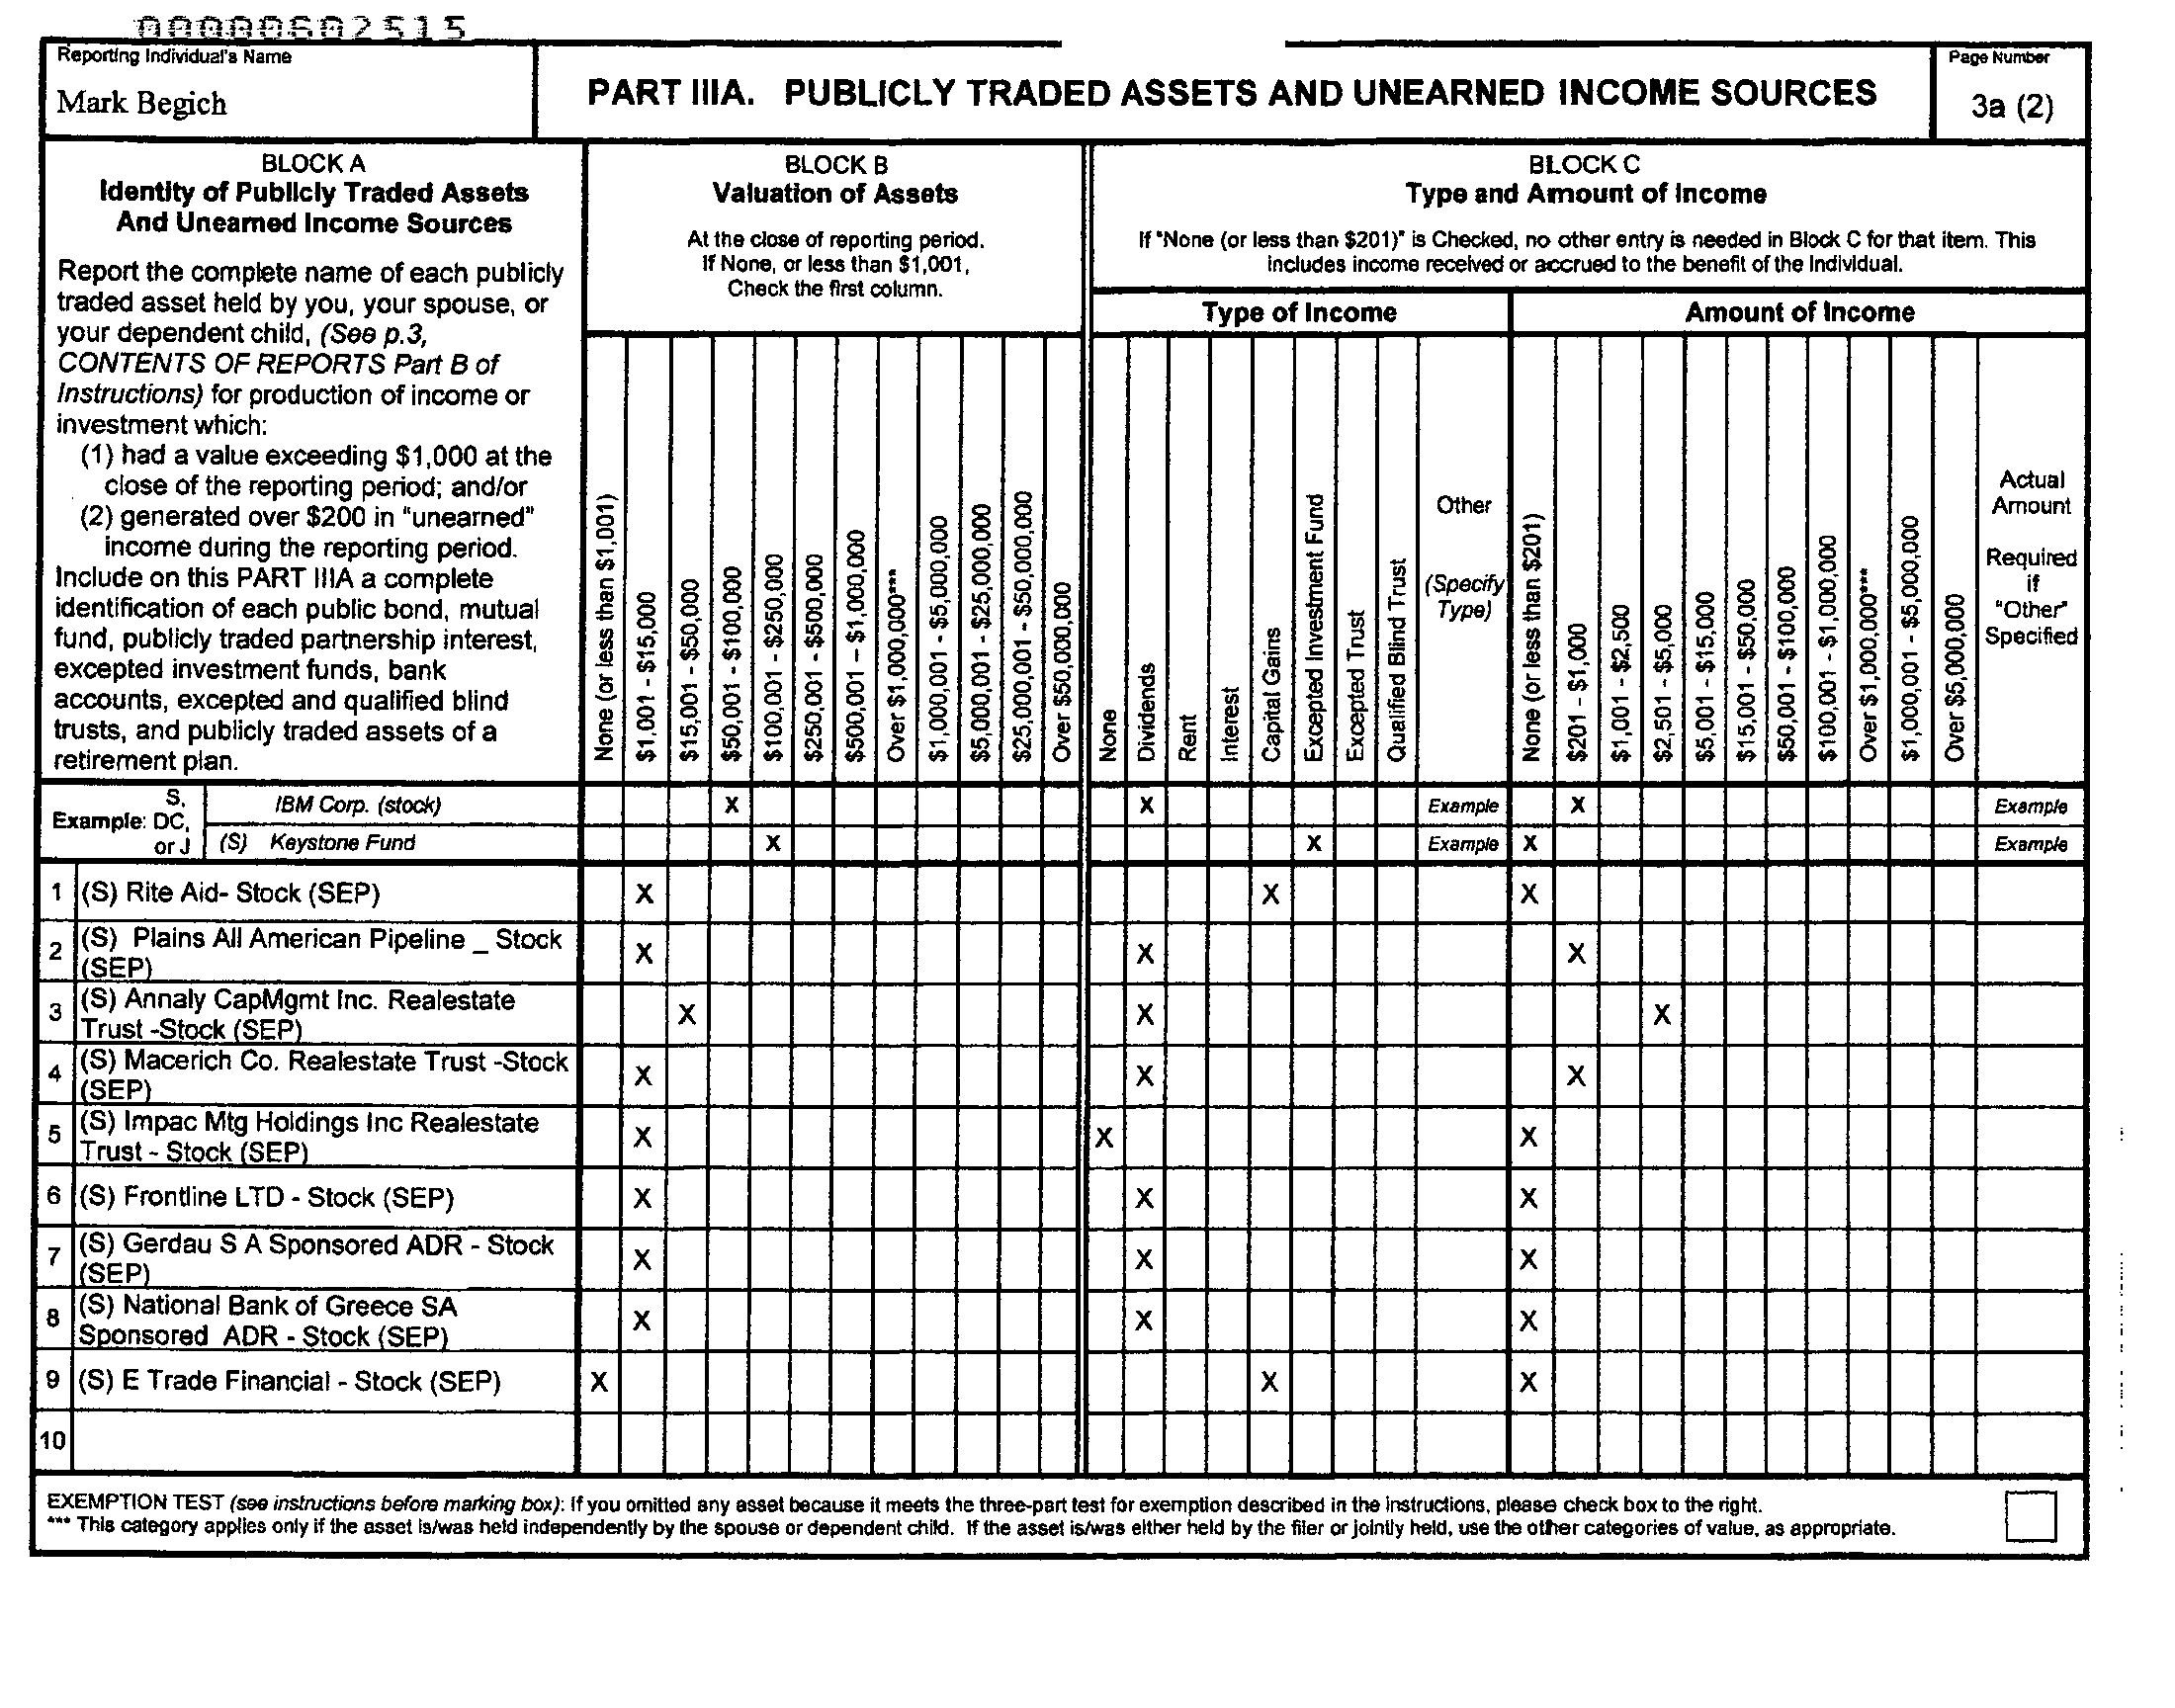 00000602515
Reporting Individual's Name
Mark Begich
PART IIIA. PUBLICLY TRADED ASSETS AND UNEARNED INCOME SOURCES
Page Number
3a (2)
BLOCK A
Identity of Publicly Traded Assets
And Unearned Income Sources
Report the complete name of each publicly
traded asset held by you, your spouse, or
your dependent child, (See p.3,
CONTENTS OF REPORTS Part B of
Instructions) for production of income or
investment which:
(1) had a value exceeding $1,000 at the
close of the reporting period; and/or
(2) generated over $200 in "unearned"
income during the reporting period.
Include on this PART IIIA a complete
identification of each public bond, mutual
fund, publicly traded partnership interest,
excepted investment funds, bank
accounts, excepted and qualified blind
trusts, and publicly traded assets of a
retirement plan.
BLOCK B
Valuation of Assets
At the close of reporting period.
If None, or less than $1,001,
Check the first column.
None (or less than $1,001)
$1,001 - $15,000
$15,001 - $50,000
$50,001 - $100,000
$100,001 - $250,000
$250,001 - $500,000
$500,001 – $1,000,000
Over $1,000,000***
$1,000,001 - $5,000,000
$5,000,001 - $25,000,000
$25,000,001 - $50,000,000
Over $50,000,000
BLOCK C
Type and Amount of Income
If "None (or less than $201)" is Checked, no other entry is needed in Block C for that item. This
includes income received or accrued to the benefit of the Individual.
Type of Income
None
Dividends
Rent
Interest
Capital Gains
Excepted Investment Fund
Excepted Trust
Qualified Blind Trust
Other
(Specify
Type)
Amount of Income
None (or less than $201)
$201 - $1,000
$1,001 - $2,500
$2,501 - $5,000
$5,001 - $15,000
$15,001 - $50,000
$50,001 - $100,000
$100,001 - $1,000,000
Over $1,000,000***
$1,000,001 - $5,000,000
Over $5,000,000
Actual
Amount
Required
if
"Other"
Specified
Example: S, DC, or J
IBM Corp. (stock) X X Example X Example
(S) Keystone Fund X X Example X Example
1 (S) Rite Aid- Stock (SEP) X X X
2 (S) Plains All American Pipeline _ Stock
(SEP) X X X
3 (S) Annaly CapMgmt Inc. Realestate
Trust -Stock (SEP) X X X
4 (S) Macerich Co. Realestate Trust -Stock
(SEP) X X X
5 (S) Impac Mtg Holdings Inc Realestate
Trust - Stock (SEP) X X X
6 (S) Frontline LTD - Stock (SEP) X X X
7 (S) Gerdau S A Sponsored ADR - Stock
(SEP) X X X
8 (S) National Bank of Greece SA
Sponsored ADR - Stock (SEP) X X X
9 (S) E Trade Financial - Stock (SEP) X X X
10
EXEMPTION TEST (see instructions before marking box): If you omitted any asset because it meets the three-part test for exemption described in the instructions, please check box to the right.
*** This category applies only if the asset is/was held independently by the spouse or dependent child. If the asset is/was either held by the filer or jointly held, use the other categories of value, as appropriate.